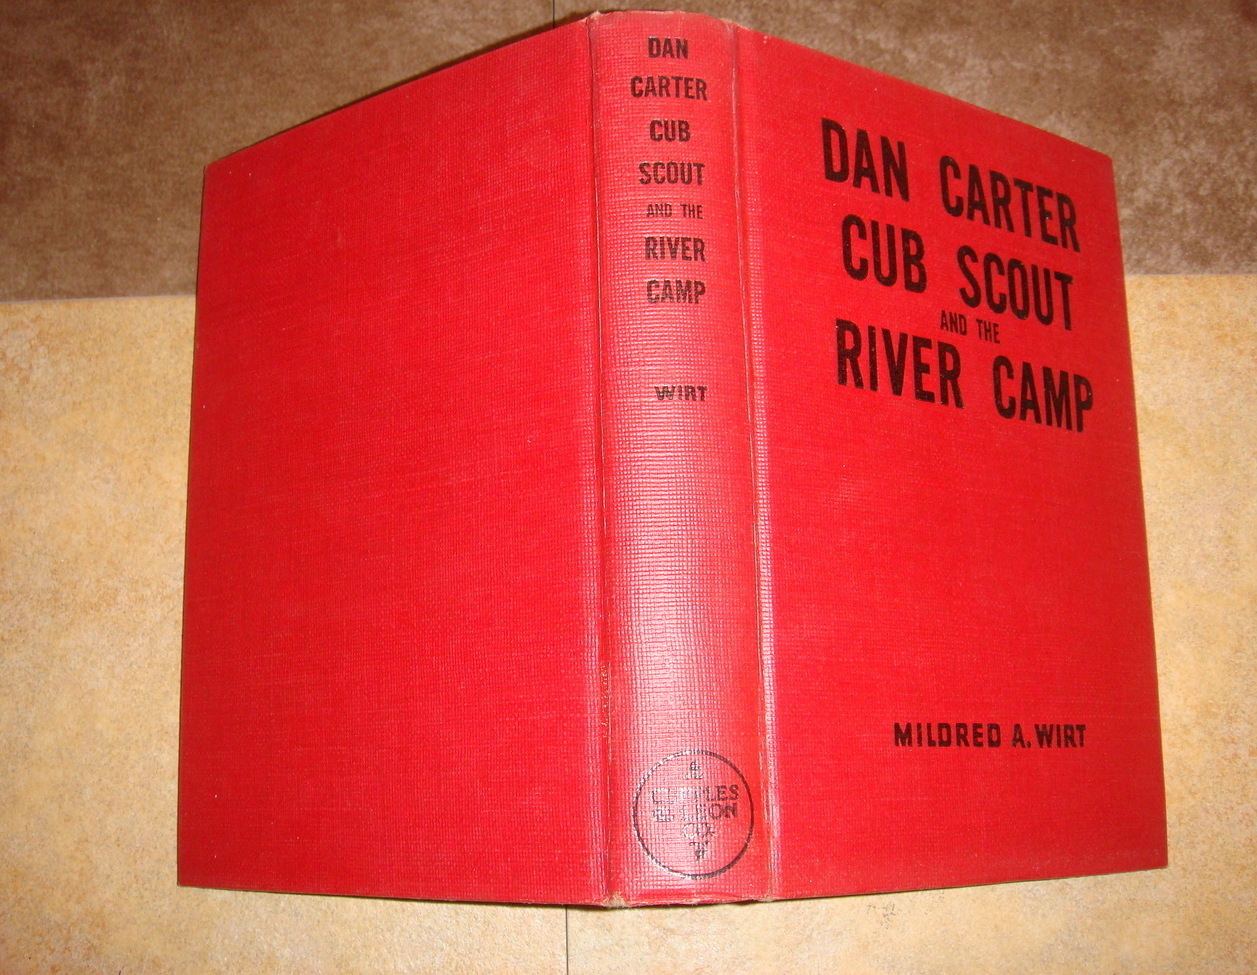 DAN
CARTER
CUB
SCOUT
AND THE
RIVER
CAMP
WIRT
DAN CARTER
CUB SCOUT
AND THE
RIVER CAMP
MILDRED A. WIRT